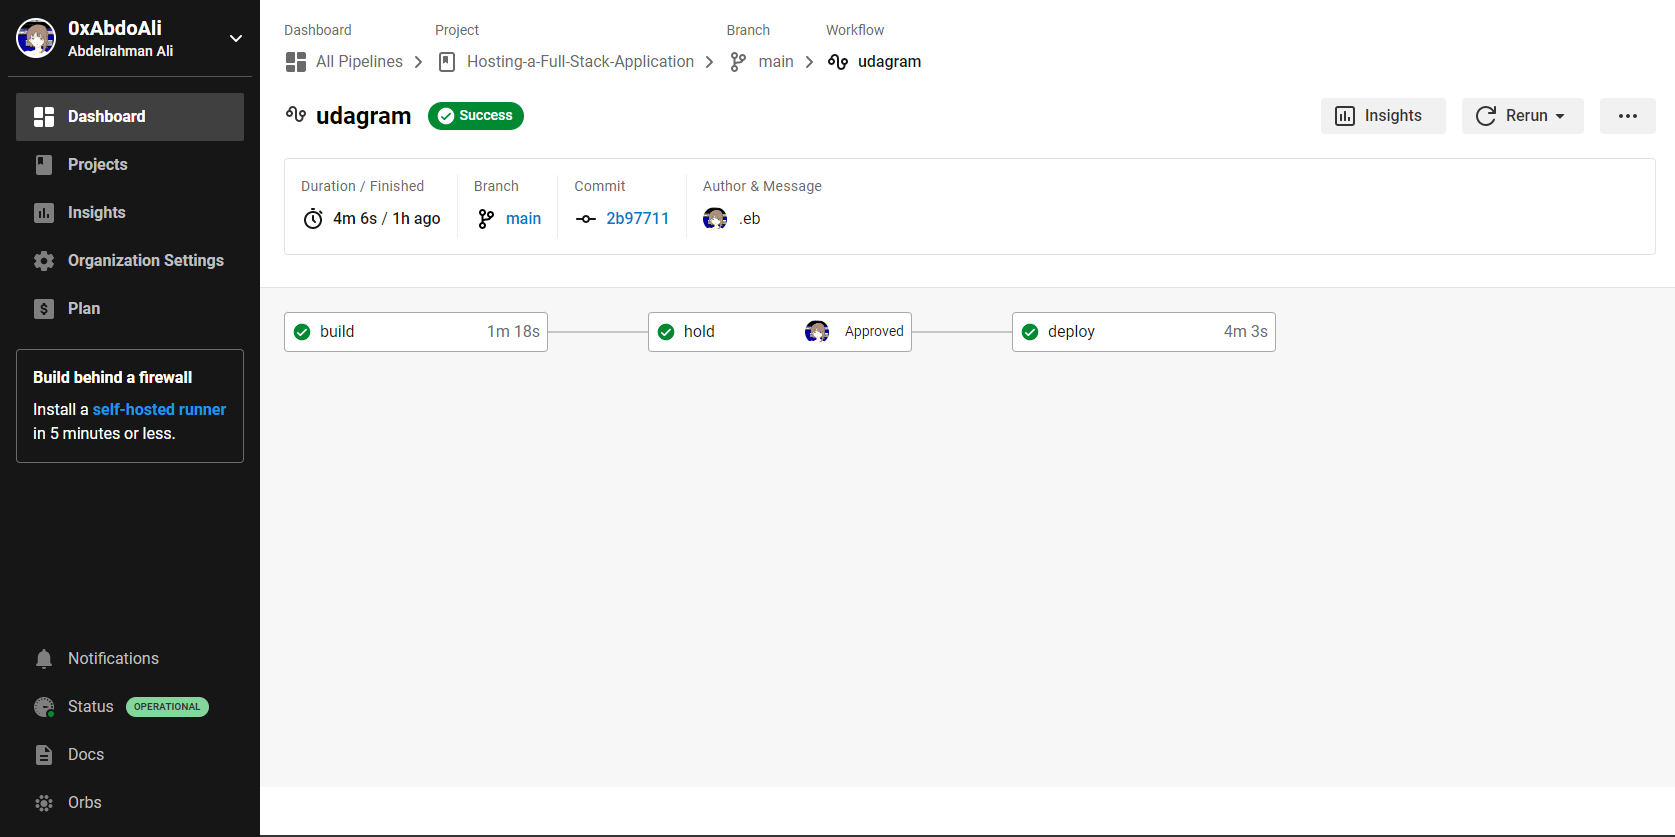 0xAbdoAli
Abdelrahman Ali
Dashboard
Projects
Insights
Organization Settings
Plan
Build behind a firewall
Install a self-hosted runner
in 5 minutes or less.
Notifications
Status OPERATIONAL
Docs
Orbs
Dashboard Project Branch Workflow
All Pipelines Hosting-a-Full-Stack-Application main udagram
udagram Success Insights Rerun
Duration / Finished Branch Commit Author & Message
4m 6s / 1h ago main 2b97711 .eb
build 1m 18s hold Approved deploy 4m 3s